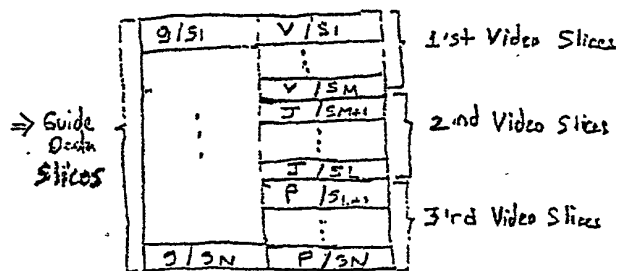 g/S1 V/S1
1'st Video Slices
V /SM
⇒ Guide Data Slices
J /SM+1
2'nd Video Slices
J /SL
P /SL+1
3'rd Video Slices
g/SN P/SN